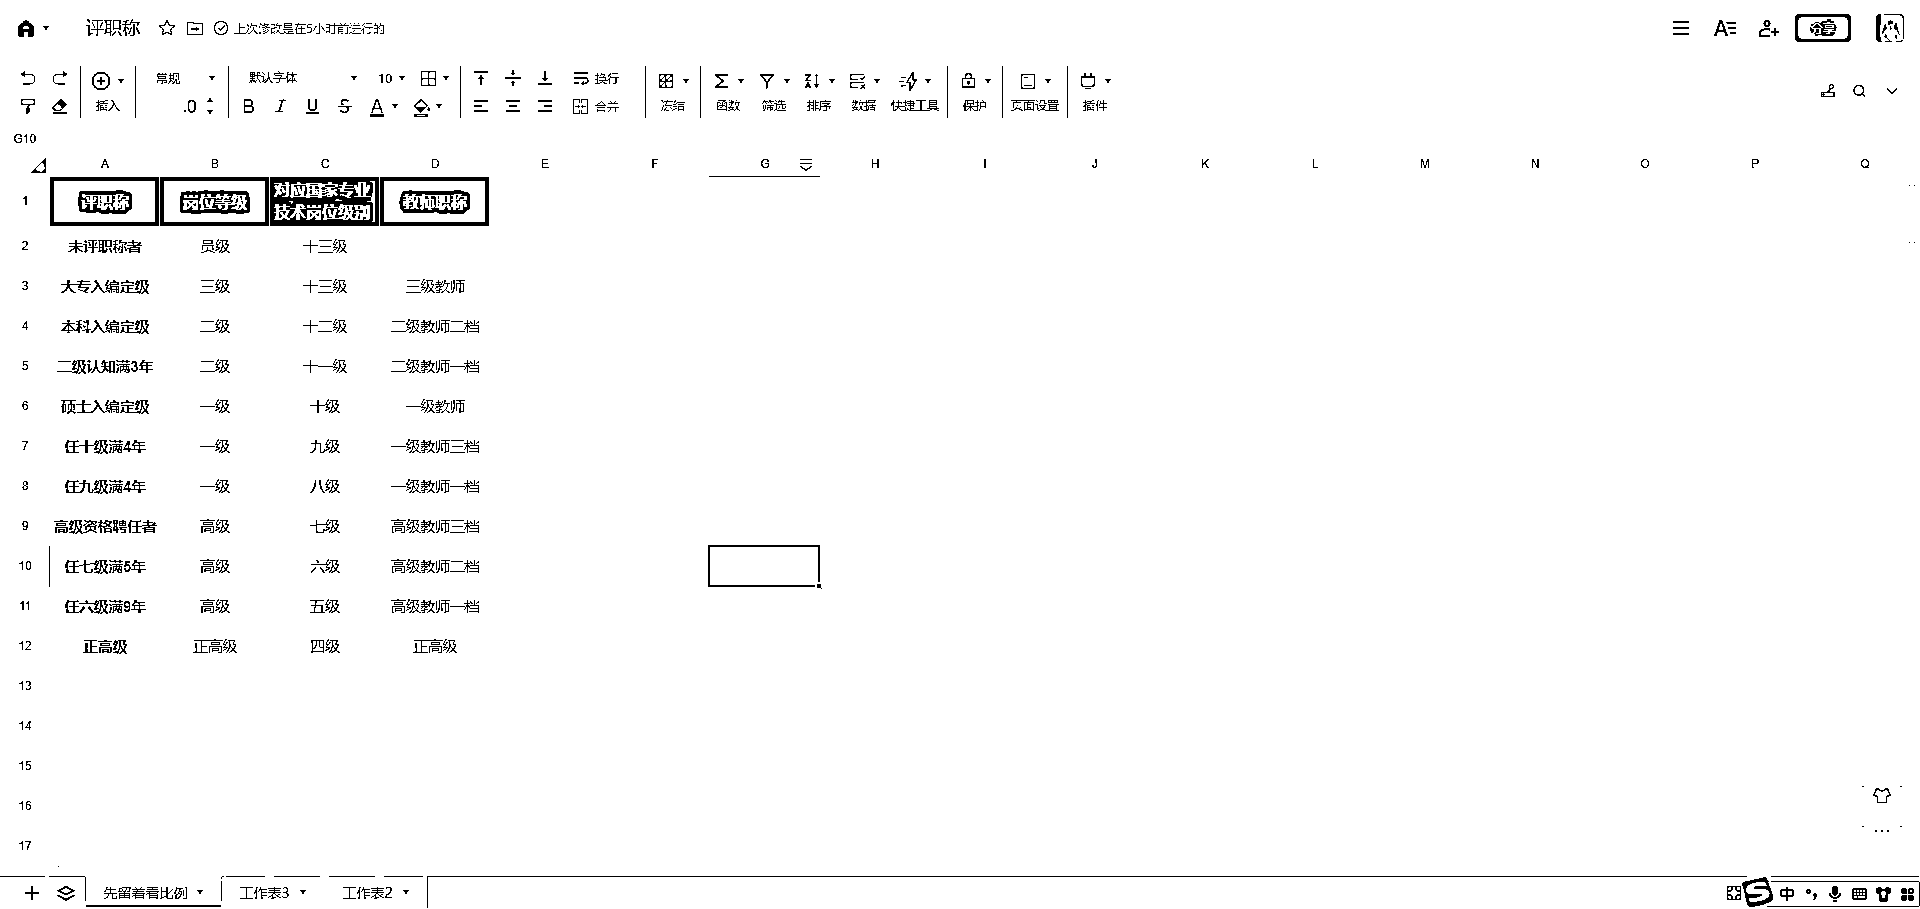 评职称 上次修改是在5小时前进行的 分享
常规 默认字体 10 换行
插入 .0 B I U S A 合并 冻结 函数 筛选 排序 数据 快捷工具 保护 页面设置 插件
G10
A B C D E F G H I J K L M N O P Q
1 评职称 岗位等级 对应国家专业 教师职称
技术岗位级别
2 未评职称者 员级 十三级
3 大专入编定级 三级 十三级 三级教师
4 本科入编定级 二级 十二级 二级教师二档
5 二级认知满3年 二级 十一级 二级教师一档
6 硕士入编定级 一级 十级 一级教师
7 任十级满4年 一级 九级 一级教师三档
8 任九级满4年 一级 八级 一级教师一档
9 高级资格聘任者 高级 七级 高级教师三档
10 任七级满5年 高级 六级 高级教师二档
11 任六级满9年 高级 五级 高级教师一档
12 正高级 正高级 四级 正高级
13
14
15
16
17
先留着看比例 工作表3 工作表2 中